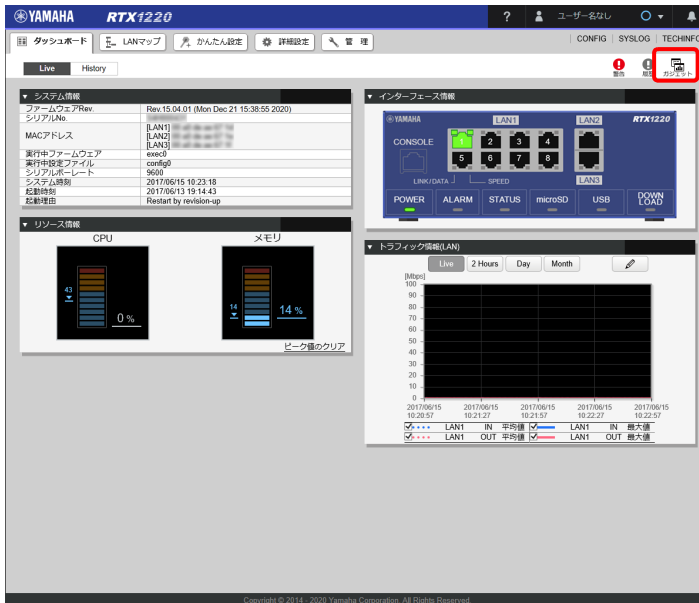 YAMAHA RTX1220 ? ユーザー名なし
ダッシュボード LANマップ かんたん設定 詳細設定 管 理 CONFIG SYSLOG TECHINFO
Live History 警告 履歴 ガジェット
▼ システム情報
ファームウェアRev. Rev.15.04.01 (Mon Dec 21 15:38:55 2020)
シリアルNo.
MACアドレス
[LAN1]
[LAN2]
[LAN3]
実行中ファームウェア exec0
実行中設定ファイル config0
シリアルボーレート 9600
システム時刻 2017/06/15 10:23:18
起動時刻 2017/06/13 19:14:43
起動理由 Restart by revision-up
▼ リソース情報
CPU メモリ
43 14
0 % 14 %
ピーク値のクリア
▼ インターフェース情報
YAMAHA LAN1 LAN2 RTX1220
CONSOLE
1 2 3 4
5 6 7 8
LINK/DATA SPEED LAN3
POWER ALARM STATUS microSD USB DOWN
LOAD
▼ トラフィック情報(LAN)
Live 2 Hours Day Month
[Mbps]
100
90
80
70
60
50
40
30
20
10
0
2017/06/15 2017/06/15 2017/06/15 2017/06/15 2017/06/15
10:20:57 10:21:27 10:21:57 10:22:27 10:22:57
LAN1 IN 平均値 LAN1 IN 最大値
LAN1 OUT 平均値 LAN1 OUT 最大値
Copyright © 2014 - 2020 Yamaha Corporation. All Rights Reserved.